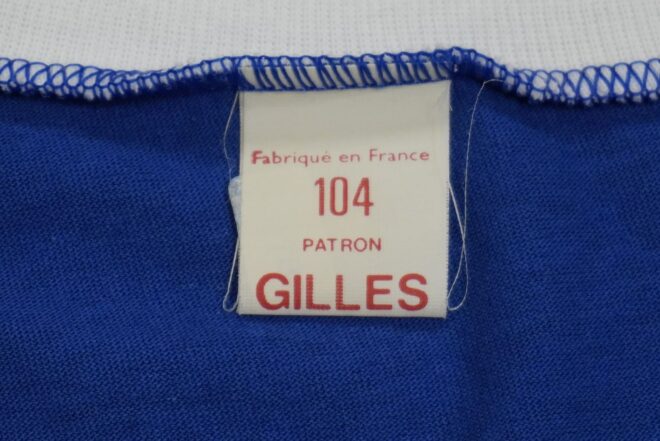 Fabriqué en France
104
PATRON
GILLES